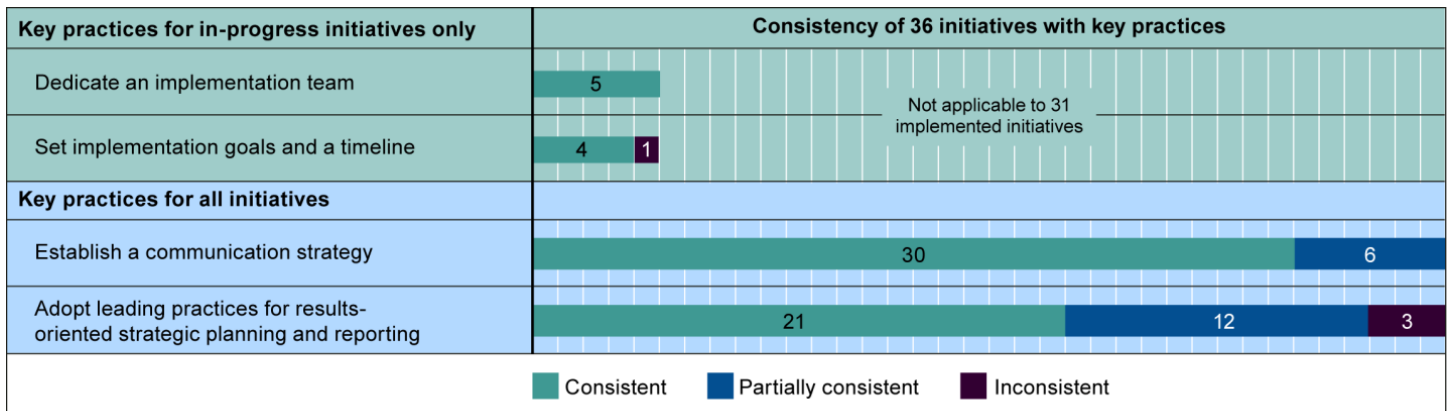 Key practices for in-progress initiatives only
Consistency of 36 initiatives with key practices
Dedicate an implementation team
5
Not applicable to 31
implemented initiatives
Set implementation goals and a timeline
4
1
Key practices for all initiatives
Establish a communication strategy
30
6
Adopt leading practices for results-
oriented strategic planning and reporting
21
12
3
Consistent
Partially consistent
Inconsistent